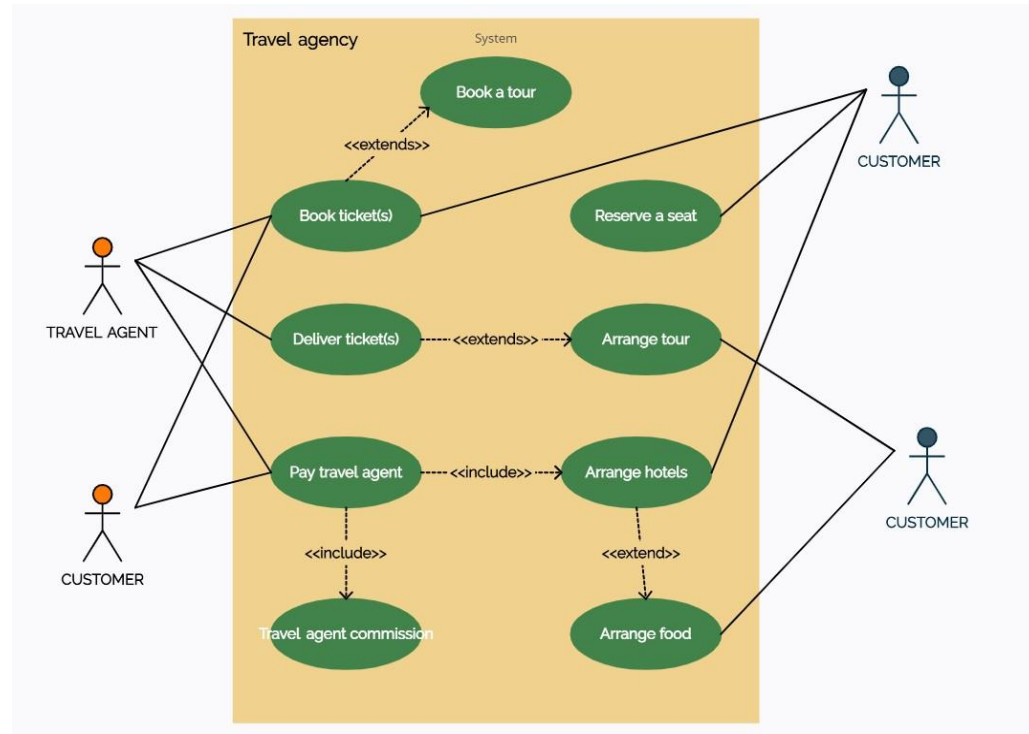 Travel agency
System
Book a tour
<<extends>>
CUSTOMER
Book ticket(s)
Reserve a seat
TRAVEL AGENT
Deliver ticket(s)
<<extends>>
Arrange tour
Pay travel agent
<<include>>
Arrange hotels
CUSTOMER
<<include>>
<<extend>>
CUSTOMER
Travel agent commission
Arrange food